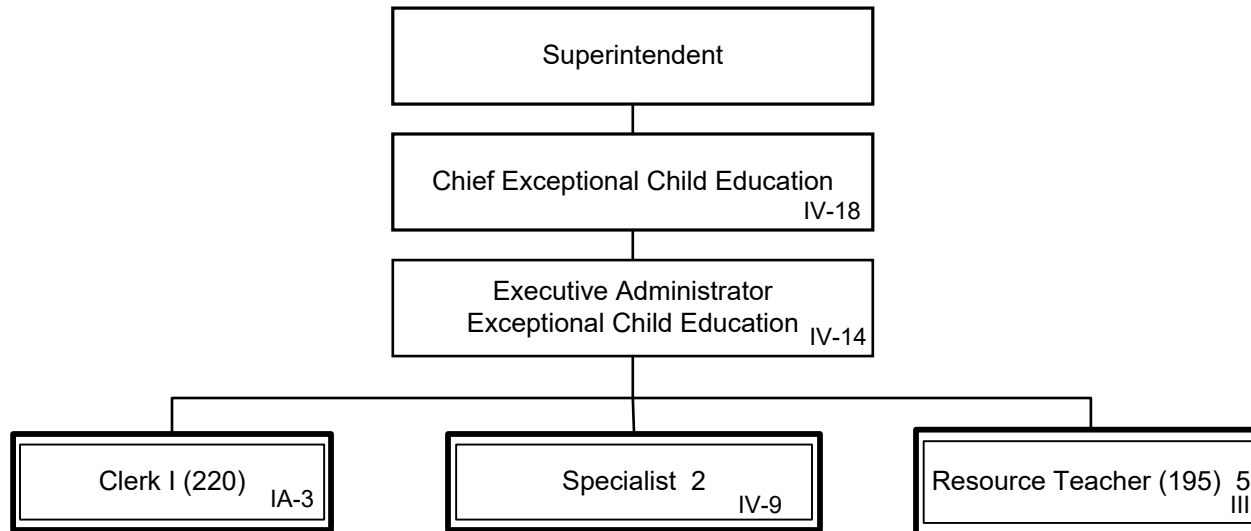 Superintendent
Chief Exceptional Child Education
IV-18
Executive Administrator
Exceptional Child Education
IV-14
Clerk I (220)
IA-3
Specialist 2
IV-9
Resource Teacher (195) 5
III